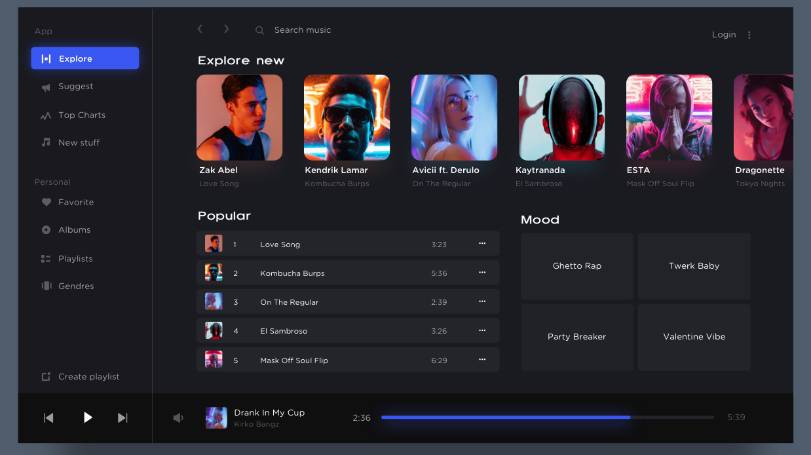 App
Explore
Suggest
Top Charts
New stuff
Personal
Favorite
Albums
Playlists
Gendres
Create playlist
Search music
Login
Explore new
Zak Abel
Love Song
Kendrik Lamar
Kombucha Burps
Avicii ft. Derulo
On The Regular
Kaytranada
El Sambroso
ESTA
Mask Off Soul Flip
Dragonette
Tokyo Nights
Popular
1 Love Song 3:23
2 Kombucha Burps 5:36
3 On The Regular 2:39
4 El Sambroso 3:26
5 Mask Off Soul Flip 6:29
Mood
Ghetto Rap
Twerk Baby
Party Breaker
Valentine Vibe
Drank In My Cup
Kirko Bangz
2:36
5:39